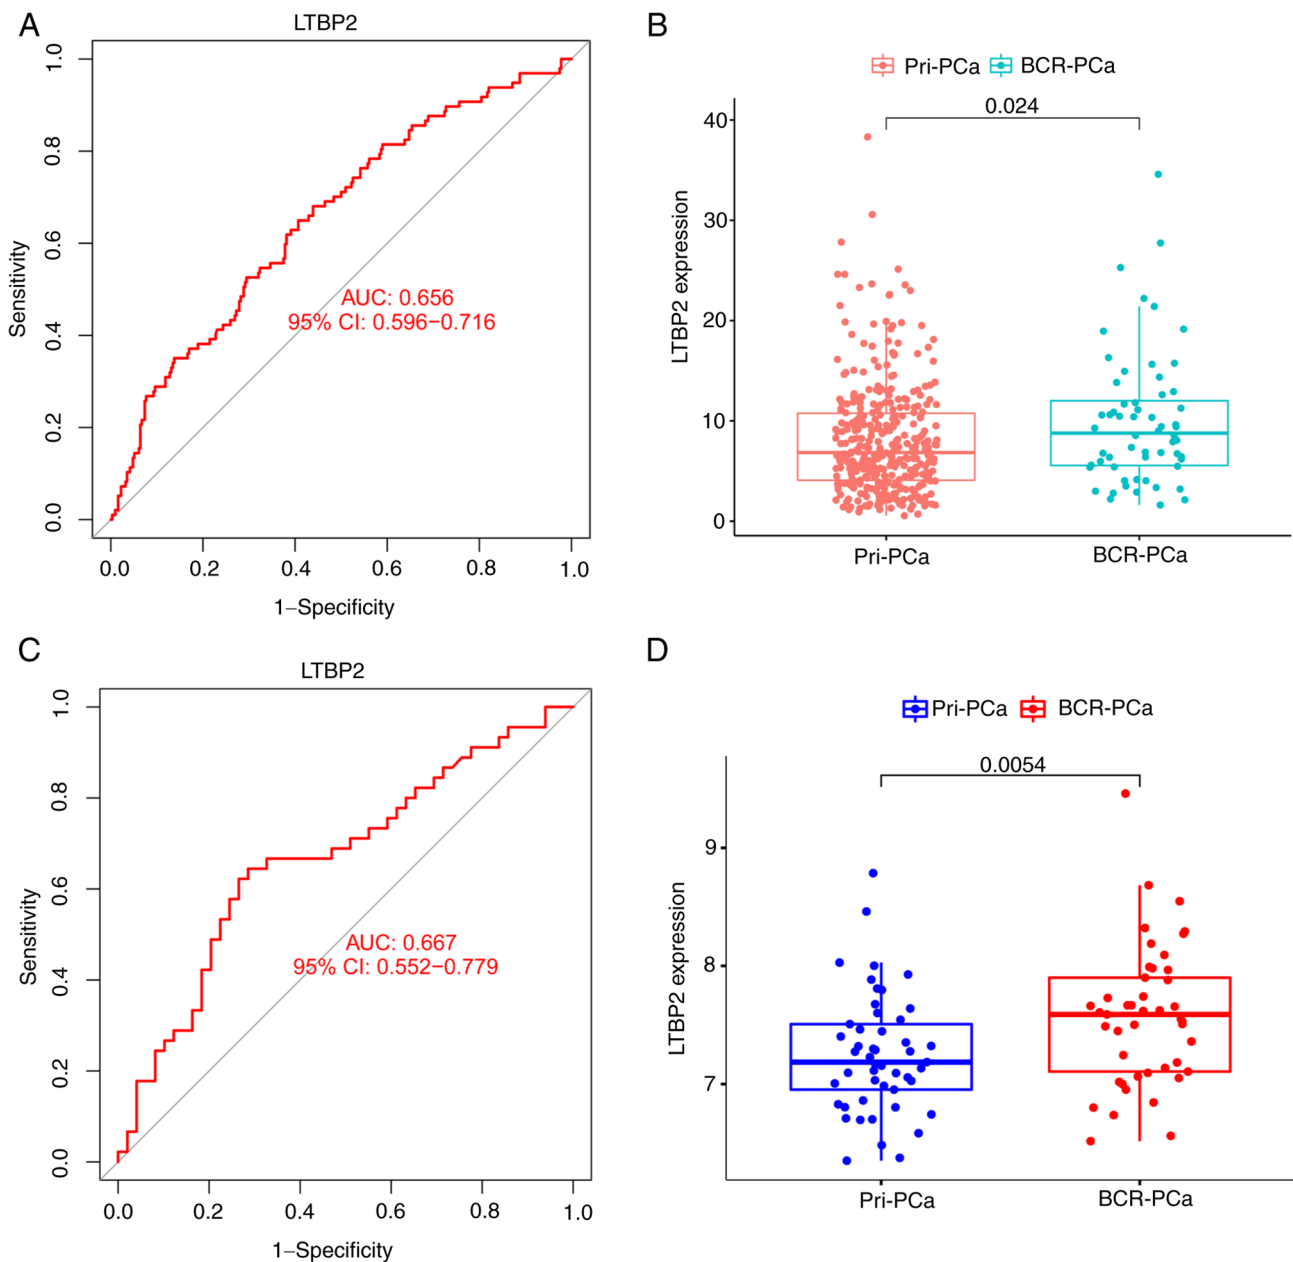 A
LTBP2
Sensitivity
1.0
0.8
0.6
0.4
0.2
0.0
AUC: 0.656
95% CI: 0.596–0.716
0.0 0.2 0.4 0.6 0.8 1.0
1–Specificity
B
Pri-PCa BCR-PCa
0.024
LTBP2 expression
40
30
20
10
0
Pri-PCa BCR-PCa
C
LTBP2
Sensitivity
1.0
0.8
0.6
0.4
0.2
0.0
AUC: 0.667
95% CI: 0.552–0.779
0.0 0.2 0.4 0.6 0.8 1.0
1–Specificity
D
Pri-PCa BCR-PCa
0.0054
LTBP2 expression
9
8
7
Pri-PCa BCR-PCa